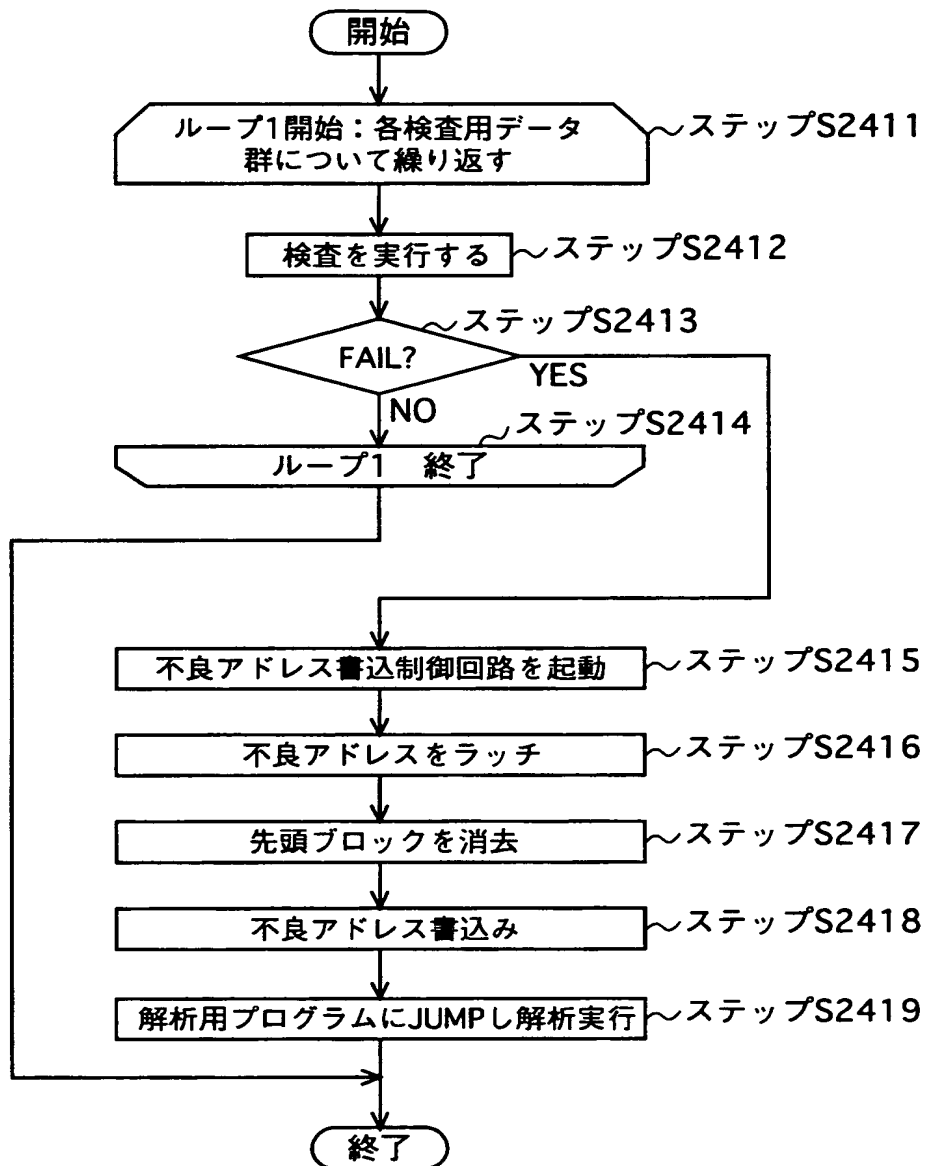 開始
ループ1開始：各検査用データ
群について繰り返す
ステップS2411
検査を実行する
ステップS2412
ステップS2413
FAIL?
YES
NO
ステップS2414
ループ1　終了
不良アドレス書込制御回路を起動
ステップS2415
不良アドレスをラッチ
ステップS2416
先頭ブロックを消去
ステップS2417
不良アドレス書込み
ステップS2418
解析用プログラムにJUMPし解析実行
ステップS2419
終了